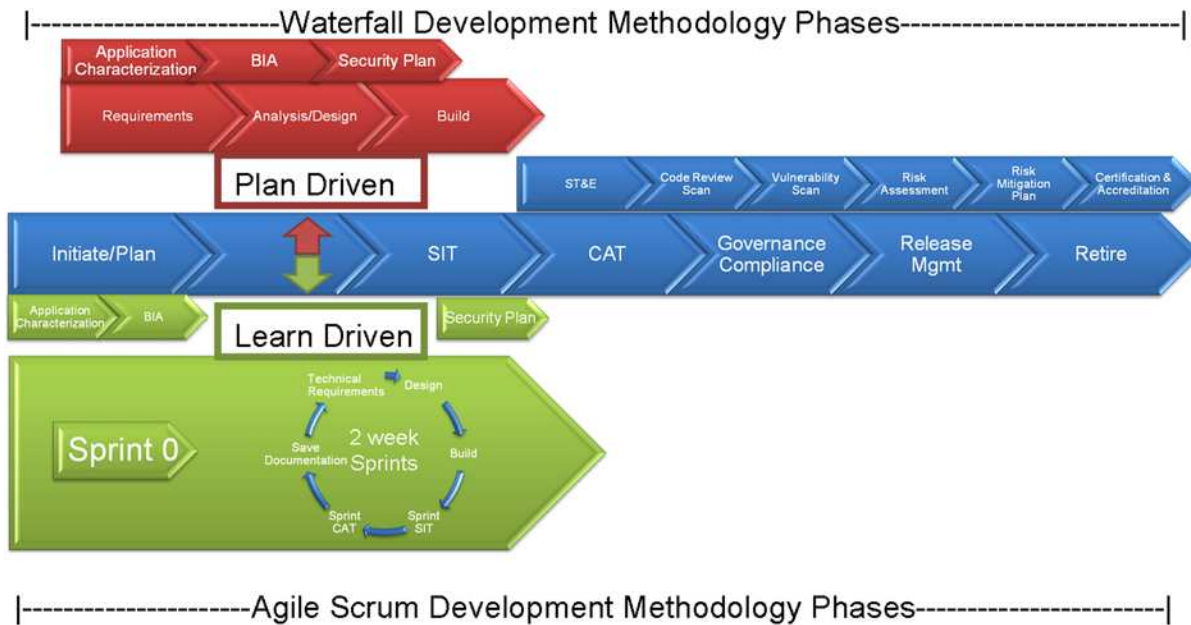 |--------------------Waterfall Development Methodology Phases----------------------|
Application
Characterization
BIA
Security Plan
Requirements
Analysis/Design
Build
Plan Driven
ST&E
Code Review
Scan
Vulnerability
Scan
Risk
Assessment
Risk
Mitigation
Plan
Certification &
Accreditation
Initiate/Plan
SIT
CAT
Governance
Compliance
Release
Mgmt
Retire
Application
Characterization
BIA
Learn Driven
Security Plan
Sprint 0
Technical
Requirements
Design
Build
Sprint
SIT
Sprint
CAT
Save
Documentation
2 week
Sprints
|------------------Agile Scrum Development Methodology Phases-------------------|